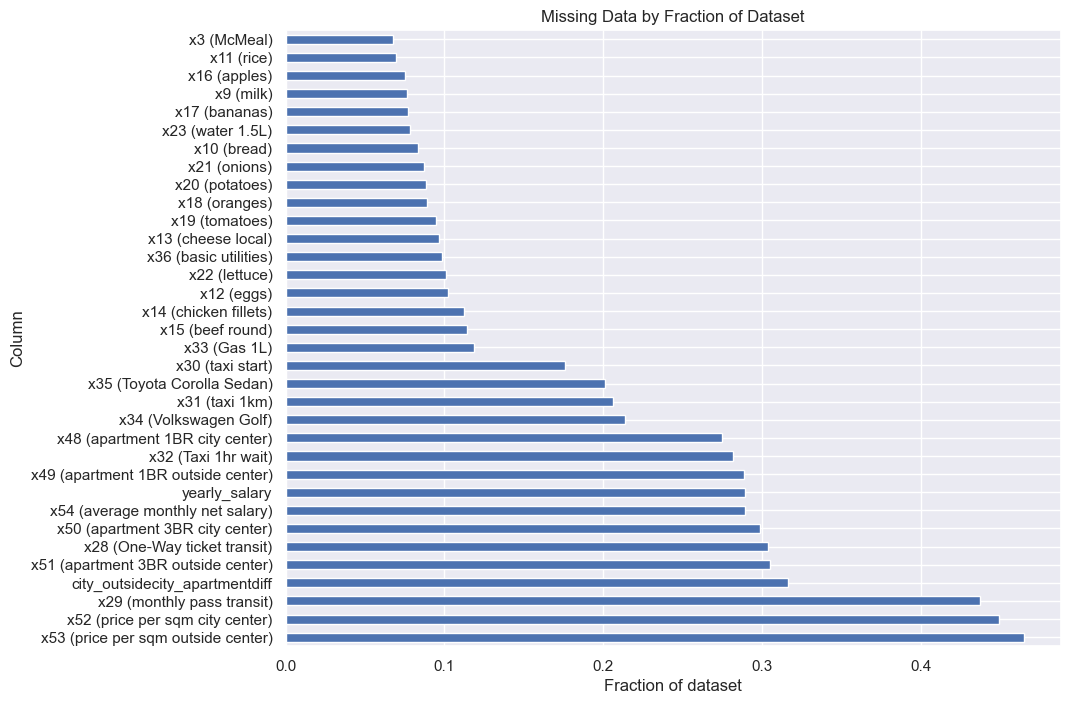 Missing Data by Fraction of Dataset
x3 (McMeal)
x11 (rice)
x16 (apples)
x9 (milk)
x17 (bananas)
x23 (water 1.5L)
x10 (bread)
x21 (onions)
x20 (potatoes)
x18 (oranges)
x19 (tomatoes)
x13 (cheese local)
x36 (basic utilities)
x22 (lettuce)
x12 (eggs)
x14 (chicken fillets)
x15 (beef round)
x33 (Gas 1L)
x30 (taxi start)
x35 (Toyota Corolla Sedan)
x31 (taxi 1km)
x34 (Volkswagen Golf)
x48 (apartment 1BR city center)
x32 (Taxi 1hr wait)
x49 (apartment 1BR outside center)
yearly_salary
x54 (average monthly net salary)
x50 (apartment 3BR city center)
x28 (One-Way ticket transit)
x51 (apartment 3BR outside center)
city_outsidecity_apartmentdiff
x29 (monthly pass transit)
x52 (price per sqm city center)
x53 (price per sqm outside center)
Column
0.0 0.1 0.2 0.3 0.4
Fraction of dataset